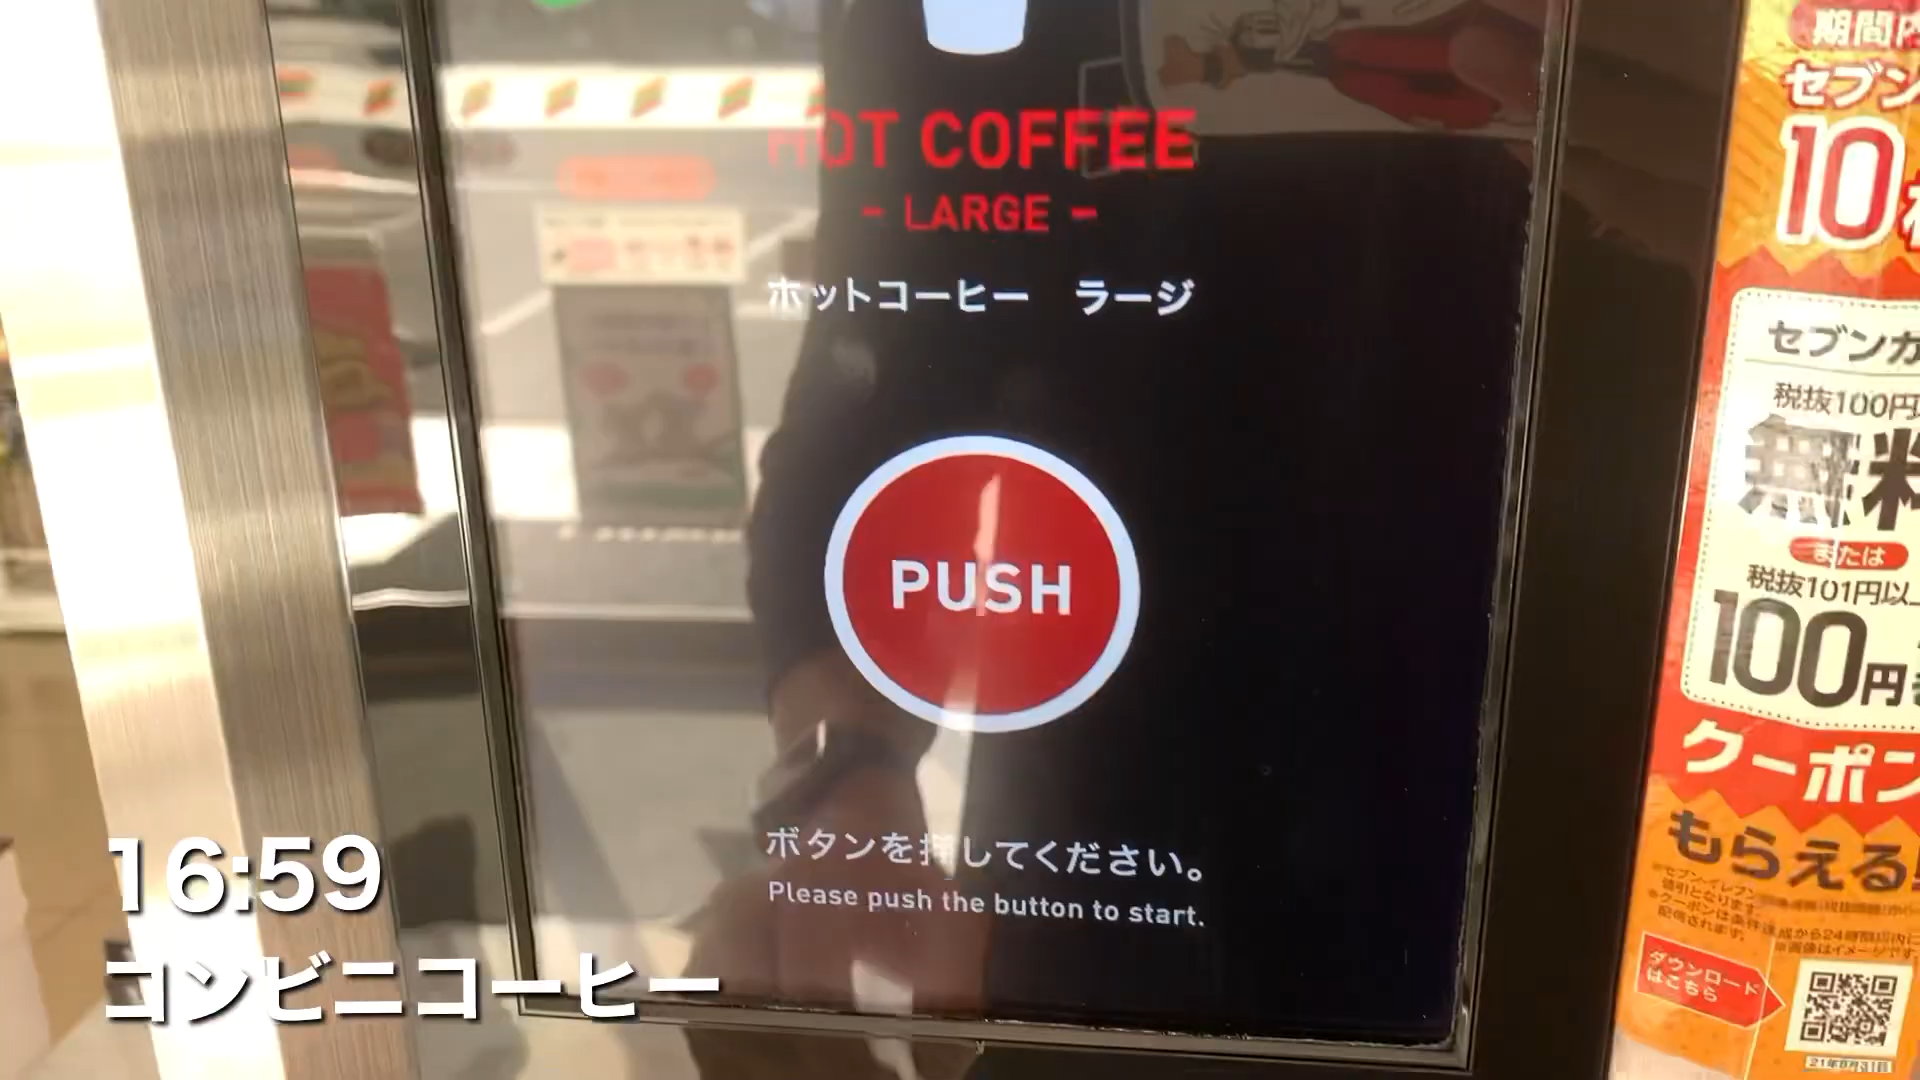 HOT COFFEE
- LARGE -
ホットコーヒー ラージ
PUSH
ボタンを押してください。
Please push the button to start.
16:59
コンビニコーヒー
期間内
セブン
10
セブンカ
税抜100円
無料
または
税抜101円以上
100円
クーポン
もらえる
ダウンロード
はこちら